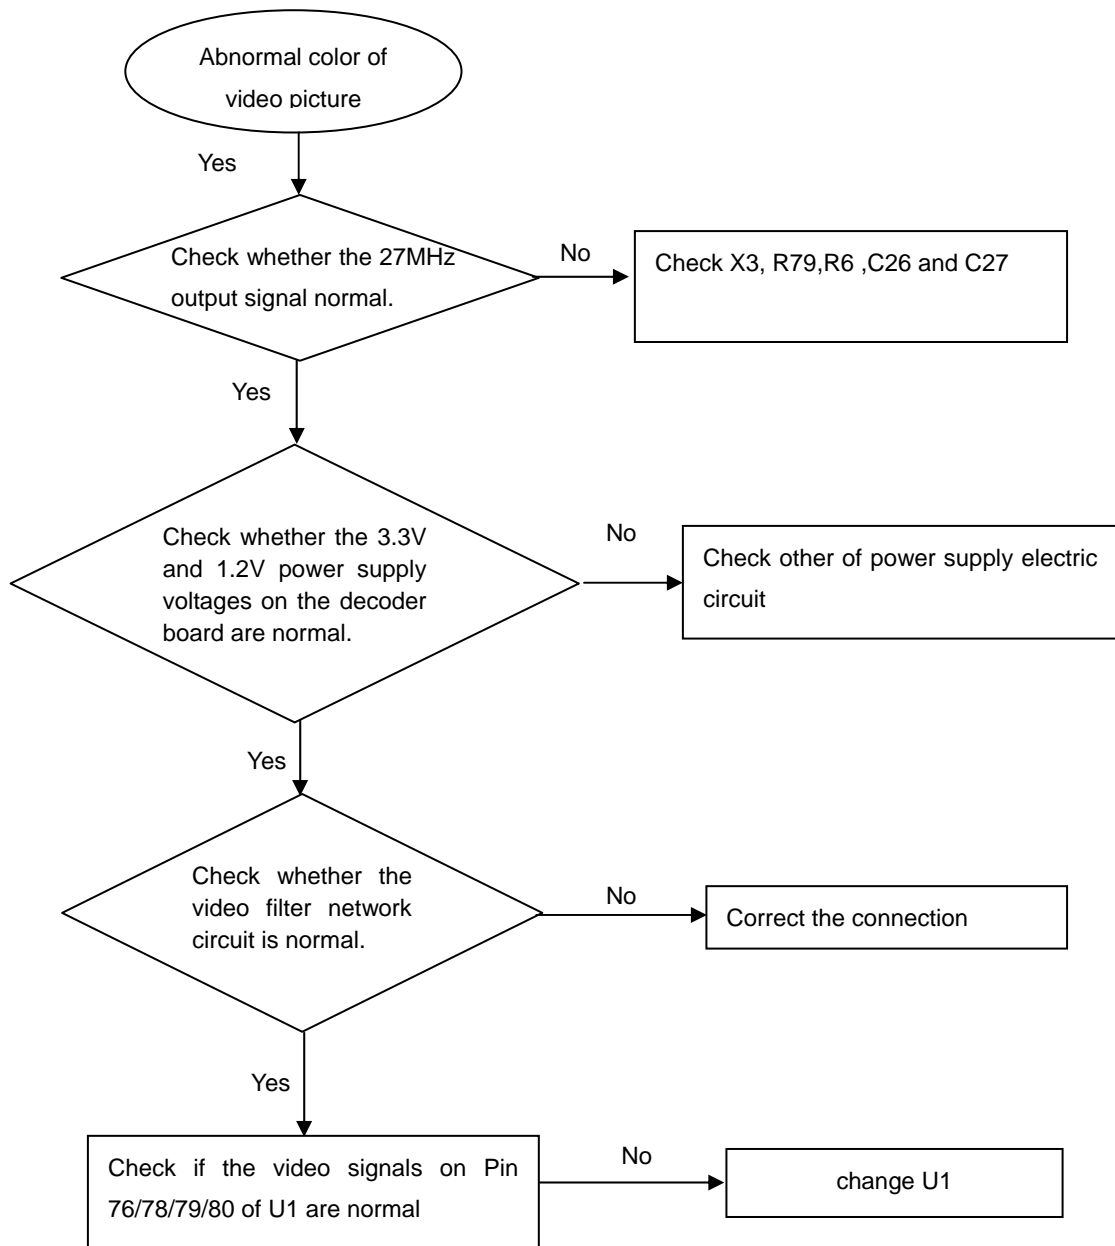 Abnormal color of
video picture
Yes
Check whether the 27MHz
output signal normal.
No
Check X3, R79,R6 ,C26 and C27
Yes
Check whether the 3.3V
and 1.2V power supply
voltages on the decoder
board are normal.
No
Check other of power supply electric
circuit
Yes
Check whether the
video filter network
circuit is normal.
No
Correct the connection
Yes
Check if the video signals on Pin
76/78/79/80 of U1 are normal
No
change U1